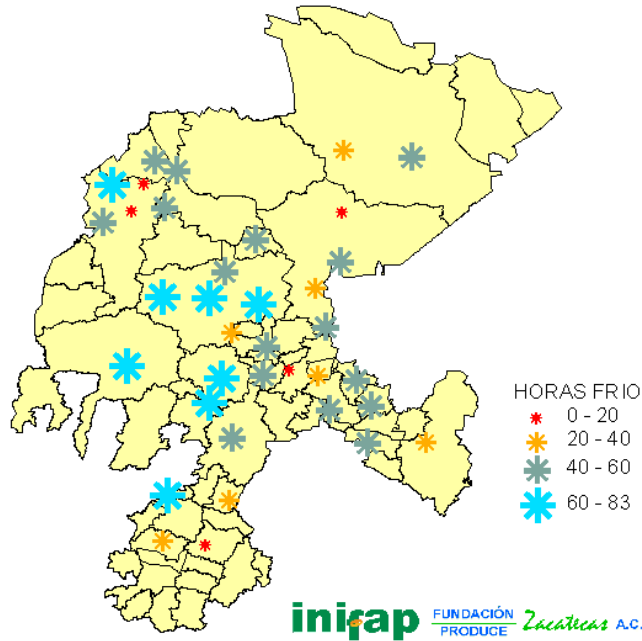 HORAS FRIO
0 - 20
20 - 40
40 - 60
60 - 83
inifap
FUNDACIÓN
PRODUCE
Zacatecas A.C.